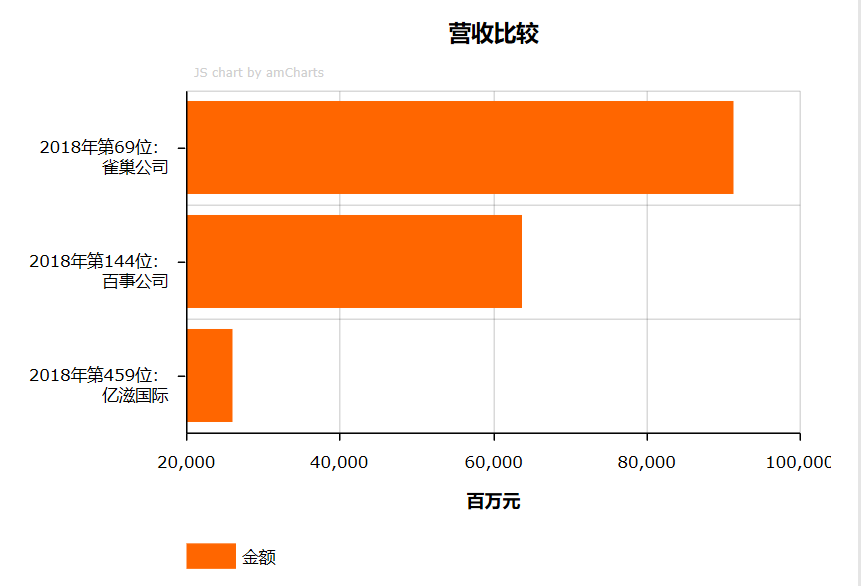 营收比较
JS chart by amCharts
2018年第69位：
雀巢公司
2018年第144位：
百事公司
2018年第459位：
亿滋国际
20,000 40,000 60,000 80,000 100,000
百万元
金额